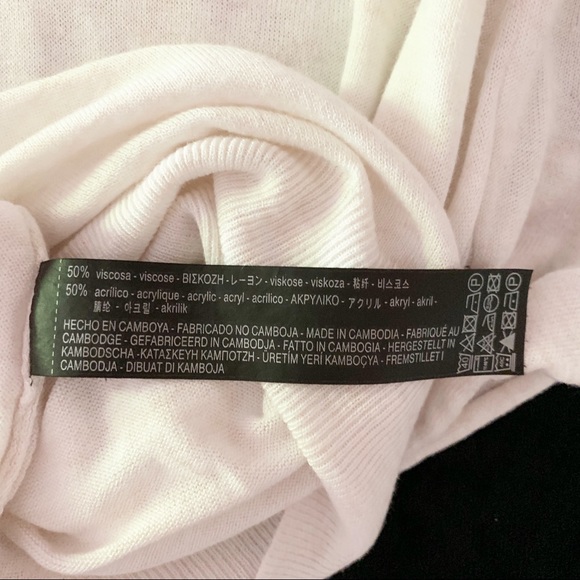 50% viscosa - viscose - ΒΙΣΚΟΖΗ - レーヨン - viskose - viskoza - 粘纤 - 비스코스
50% acrílico - acrylique - acrylic - acryl - acrilico - ΑΚΡΥΛΙΚΟ - アクリル - akryl - akril -
腈纶 - 아크릴 - akrilik
HECHO EN CAMBOYA - FABRICADO NO CAMBOJA - MADE IN CAMBODIA - FABRIQUÉ AU
CAMBODGE - GEFABRICEERD IN CAMBODJA - FATTO IN CAMBOGIA - HERGESTELLT IN
KAMBODSCHA - ΚΑΤΑΣΚΕΥΗ ΚΑΜΠΟΤΖΗ - ÜRETİM YERİ KAMBOÇYA - FREMSTILLET I
CAMBODJA - DIBUAT DI KAMBOJA